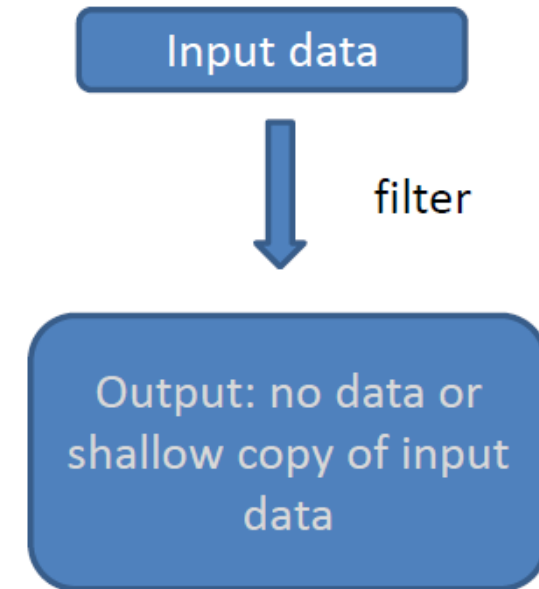 Input data
filter
Output: no data or
shallow copy of input
data